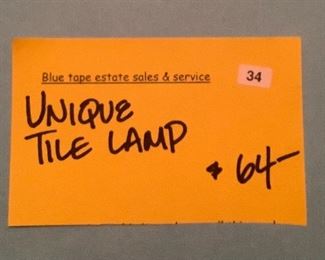 Blue tape estate sales & service
34
UNIQUE
TILE LAMP
$64-